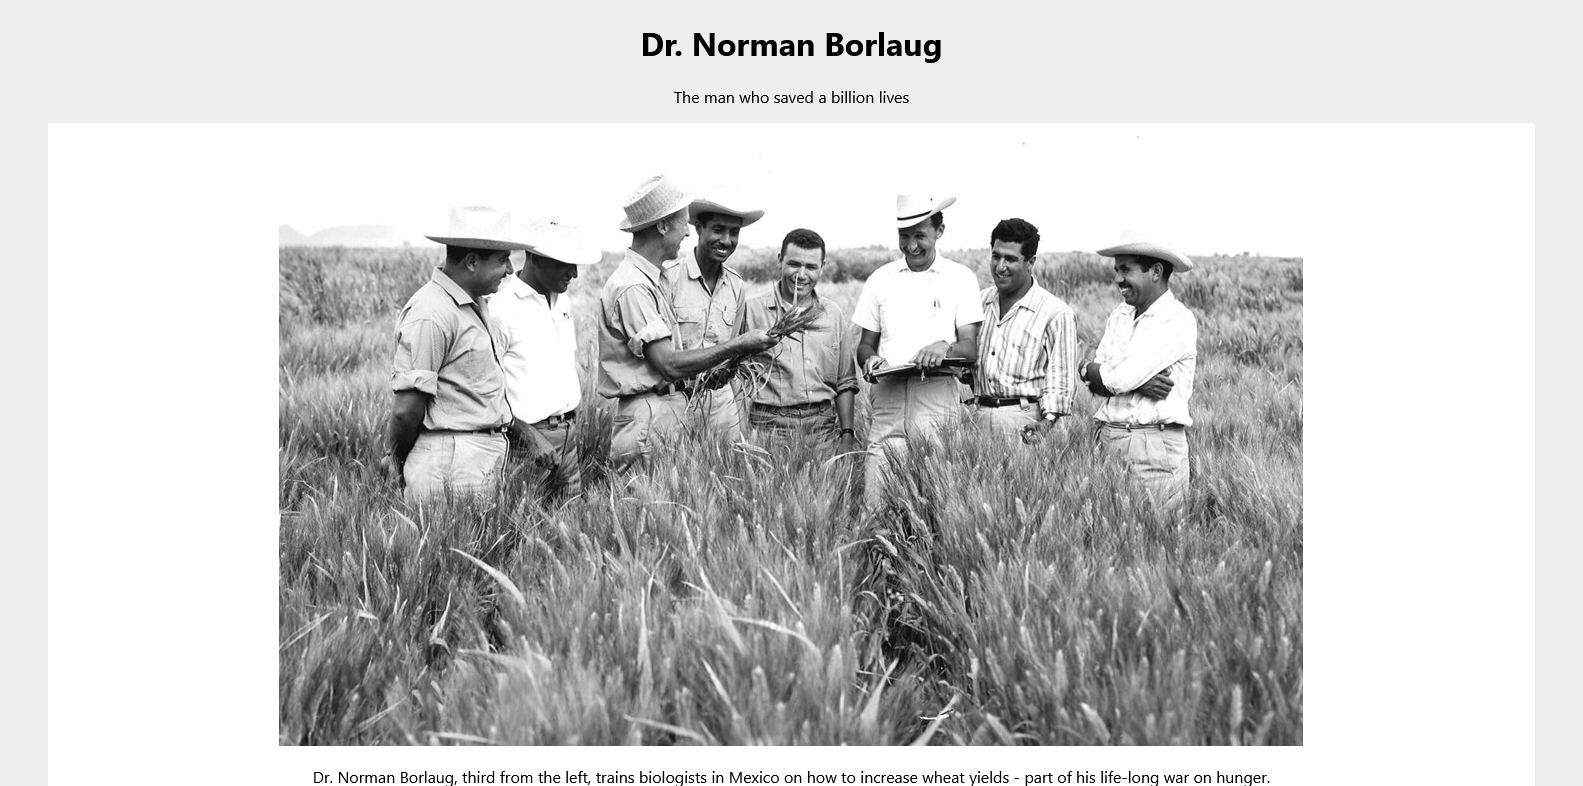 Dr. Norman Borlaug
The man who saved a billion lives
Dr. Norman Borlaug, third from the left, trains biologists in Mexico on how to increase wheat yields - part of his life-long war on hunger.